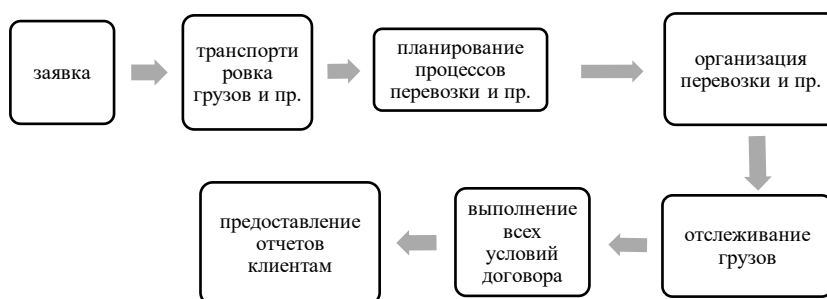 заявка
транспорти
ровка
грузов и пр.
планирование
процессов
перевозки и пр.
организация
перевозки и пр.
отслеживание
грузов
выполнение
всех
условий
договора
предоставление
отчетов
клиентам